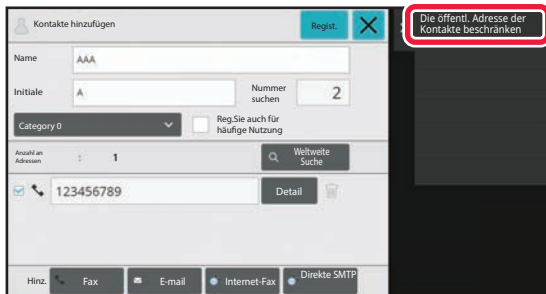 Kontakte hinzufügen
Regist.
Die öffentl. Adresse der
Kontakte beschränken
Name
AAA
Initiale
A
Nummer
suchen
2
Category 0
Reg.Sie auch für
häufige Nutzung
Anzahl an
Adressen
:
1
Weltweite
Suche
123456789
Detail
Hinz.
Fax
E-mail
Internet-Fax
Direkte SMTP